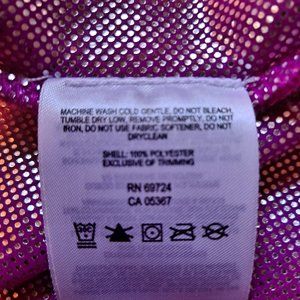 MACHINE WASH COLD GENTLE, DO NOT BLEACH,
TUMBLE DRY LOW, REMOVE PROMPTLY, DO NOT
IRON, DO NOT USE FABRIC SOFTENER, DO NOT
DRYCLEAN
SHELL: 100% POLYESTER
EXCLUSIVE OF TRIMMING
RN 69724
CA 05367